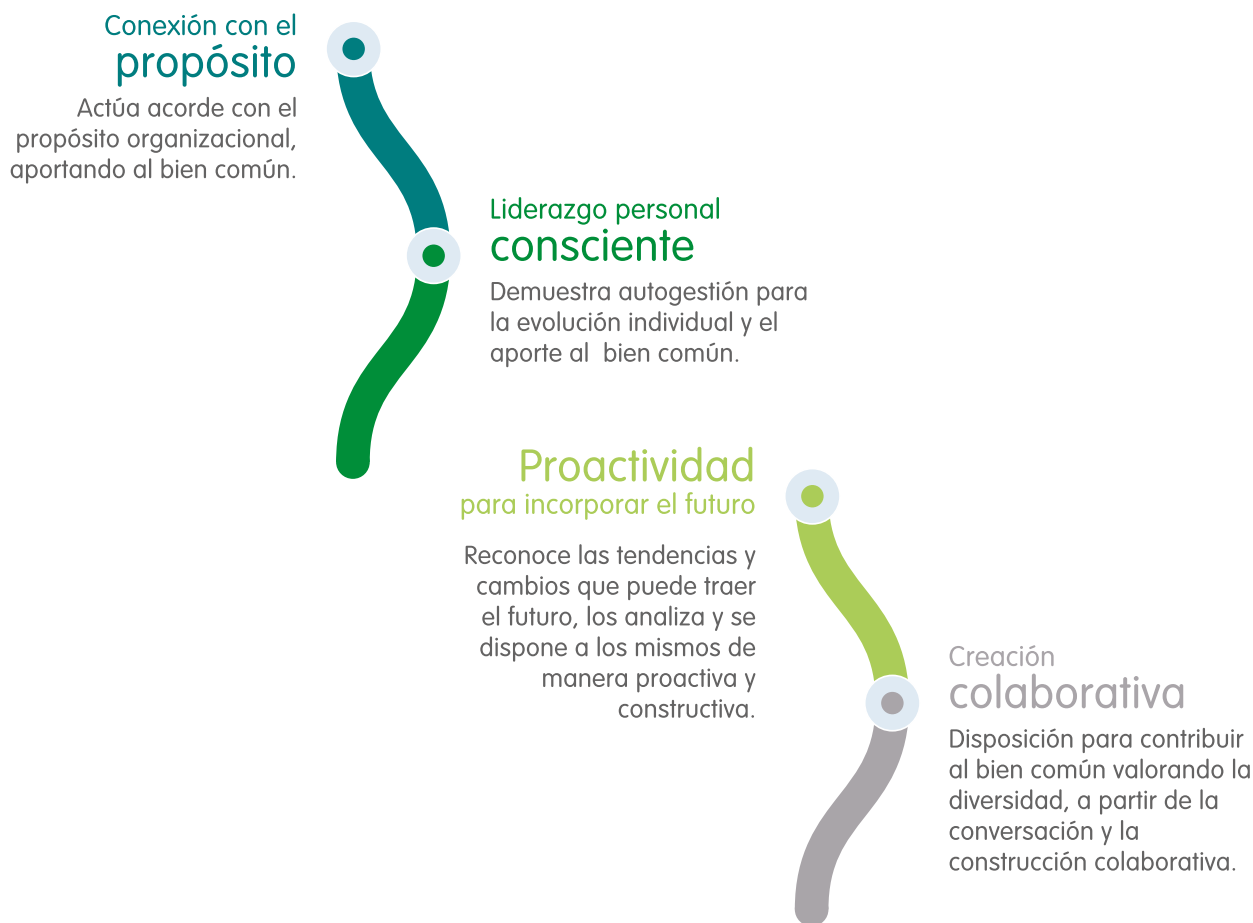 Conexión con el
propósito
Actúa acorde con el
propósito organizacional,
aportando al bien común.
Liderazgo personal
consciente
Demuestra autogestión para
la evolución individual y el
aporte al  bien común.
Proactividad
para incorporar el futuro
Reconoce las tendencias y
cambios que puede traer
el futuro, los analiza y se
dispone a los mismos de
manera proactiva y
constructiva.
Creación
colaborativa
Disposición para contribuir
al bien común valorando la
diversidad, a partir de la
conversación y la
construcción colaborativa.